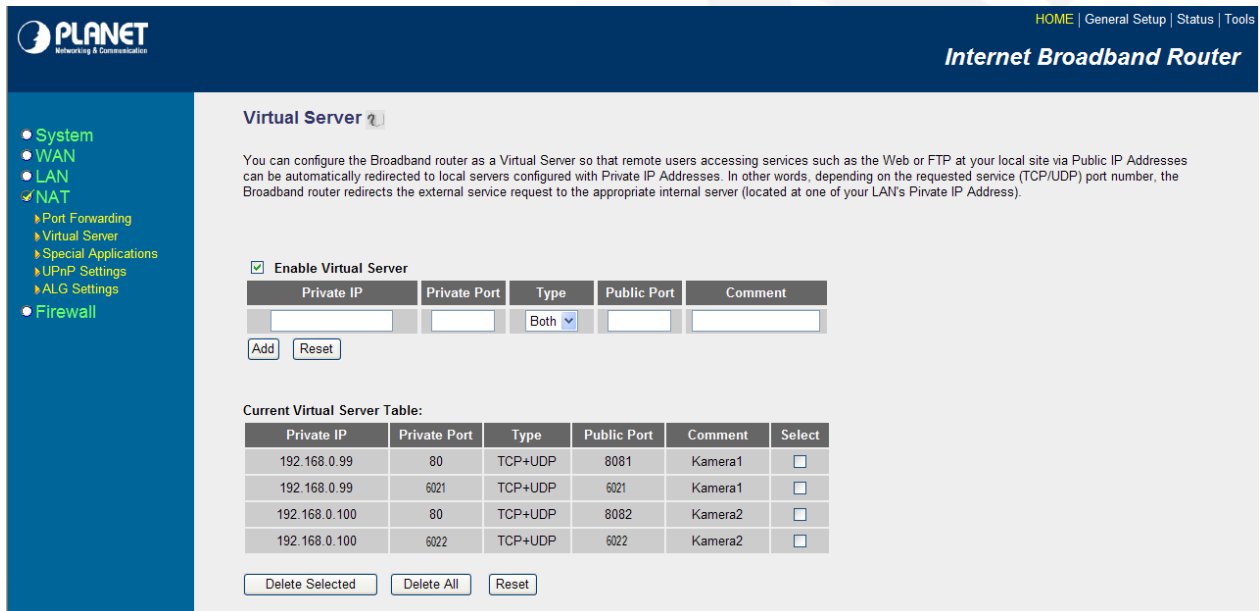 PLANET
Networking & Communication
HOME | General Setup | Status | Tools
Internet Broadband Router
System
WAN
LAN
NAT
Port Forwarding
Virtual Server
Special Applications
UPnP Settings
ALG Settings
Firewall
Virtual Server
You can configure the Broadband router as a Virtual Server so that remote users accessing services such as the Web or FTP at your local site via Public IP Addresses
can be automatically redirected to local servers configured with Private IP Addresses. In other words, depending on the requested service (TCP/UDP) port number, the
Broadband router redirects the external service request to the appropriate internal server (located at one of your LAN's Pirvate IP Address).
Enable Virtual Server
Private IP Private Port Type Public Port Comment
Both
Add Reset
Current Virtual Server Table:
Private IP Private Port Type Public Port Comment Select
192.168.0.99 80 TCP+UDP 8081 Kamera1
192.168.0.99 6021 TCP+UDP 6021 Kamera1
192.168.0.100 80 TCP+UDP 8082 Kamera2
192.168.0.100 6022 TCP+UDP 6022 Kamera2
Delete Selected Delete All Reset